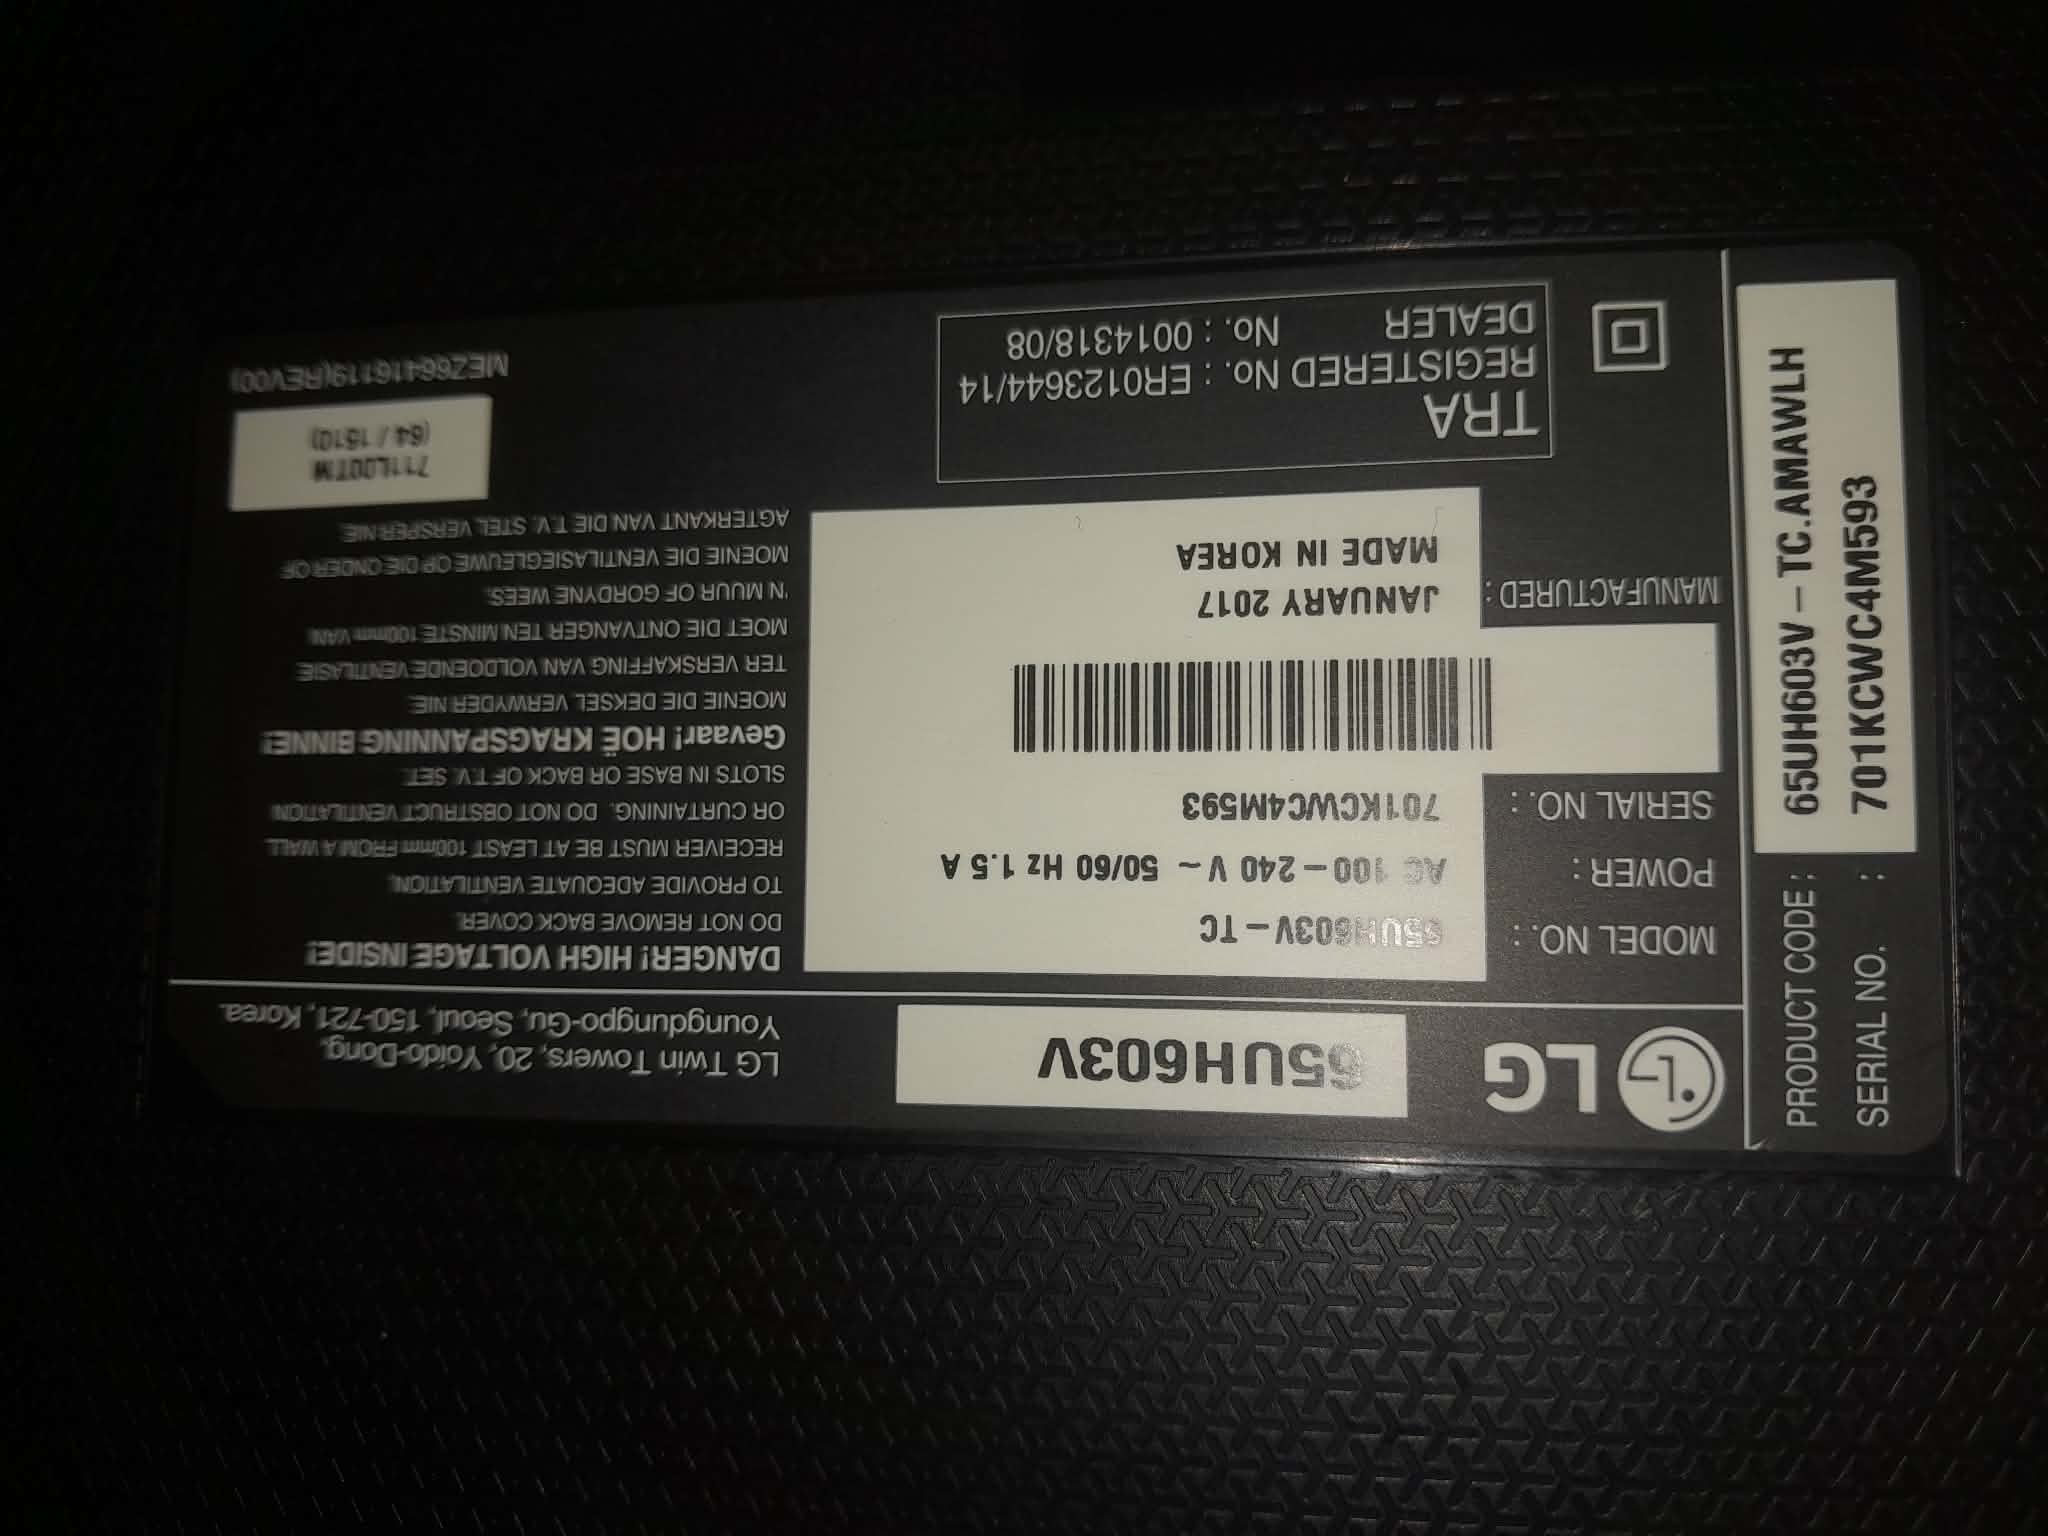 LG
65UH603V
LG Twin Towers, 20, Yoido-Dong,
Youngdungpo-Gu, Seoul, 150-721, Korea.
MODEL NO. : 65UH603V-TC
POWER : AC 100-240 V ~ 50/60 Hz 1.5 A
SERIAL NO. : 701KCWC4M593
MANUFACTURED : JANUARY 2017
MADE IN KOREA
DANGER! HIGH VOLTAGE INSIDE!
DO NOT REMOVE BACK COVER.
TO PROVIDE ADEQUATE VENTILATION,
RECEIVER MUST BE AT LEAST 100mm FROM A WALL
OR CURTAINING. DO NOT OBSTRUCT VENTILATION
SLOTS IN BASE OR BACK OF T.V. SET.
Gevaar! HOË KRAGSPANNING BINNE!
MOENIE DIE DEKSEL VERWYDER NIE.
TER VERSKAFFING VAN VOLDOENDE VENTILASIE
MOET DIE ONTVANGER TEN MINSTE 100mm VAN
'N MUUR OF GORDYNE WEES.
MOENIE DIE VENTILASIEGLEUWE OP DIE ONDER OF
AGTERKANT VAN DIE T.V. STEL VERSPER NIE.
TRA
REGISTERED No. : ER0123644/14
DEALER No. : 0014318/08
711L00TM
(64 / 1510)
MEZ66416119(REV00)
PRODUCT CODE : 65UH603V-TC.AMAWLH
SERIAL NO. : 701KCWC4M593